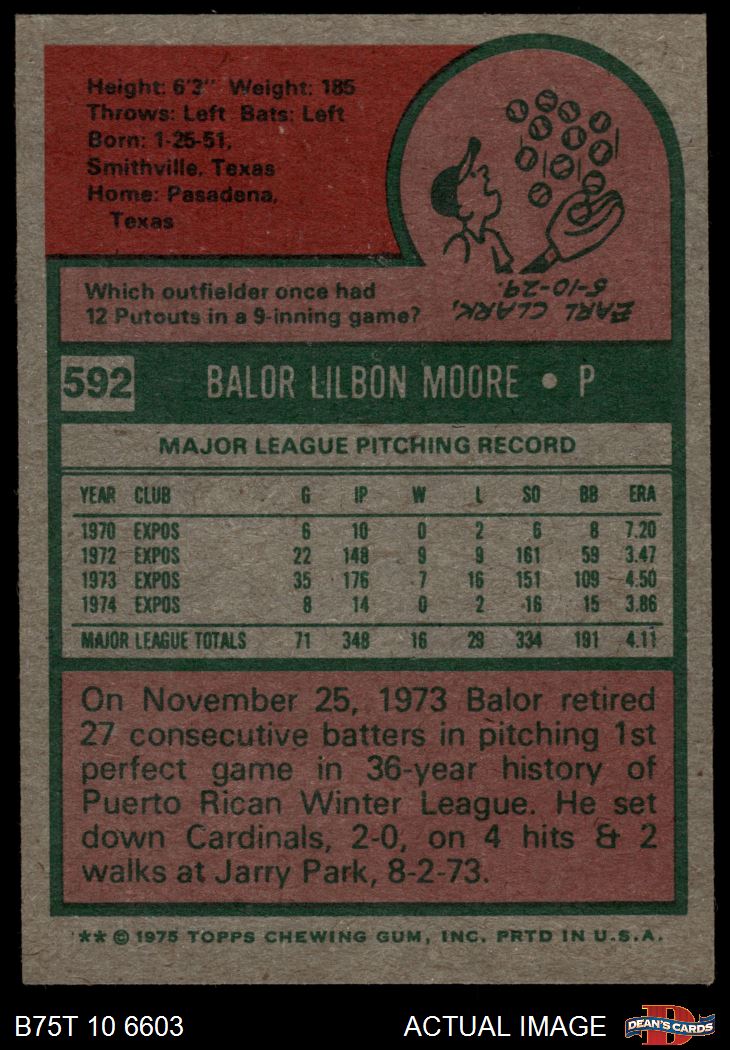 Height: 6'3" Weight: 185
Throws: Left Bats: Left
Born: 1-25-51,
Smithville, Texas
Home: Pasadena,
Texas
Which outfielder once had
12 Putouts in a 9-inning game?
EARL CLARK,
5-10-29.
592 BALOR LILBON MOORE • P
MAJOR LEAGUE PITCHING RECORD
YEAR CLUB G IP W L SO BB ERA
1970 EXPOS 6 10 0 2 6 8 7.20
1972 EXPOS 22 148 9 9 161 59 3.47
1973 EXPOS 35 176 7 16 151 109 4.50
1974 EXPOS 8 14 0 2 16 15 3.86
MAJOR LEAGUE TOTALS 71 348 16 29 334 191 4.11
On November 25, 1973 Balor retired
27 consecutive batters in pitching 1st
perfect game in 36-year history of
Puerto Rican Winter League. He set
down Cardinals, 2-0, on 4 hits & 2
walks at Jarry Park, 8-2-73.
** © 1975 TOPPS CHEWING GUM, INC. PRTD IN U.S.A.
B75T 10 6603 ACTUAL IMAGE D DEAN'S CARDS